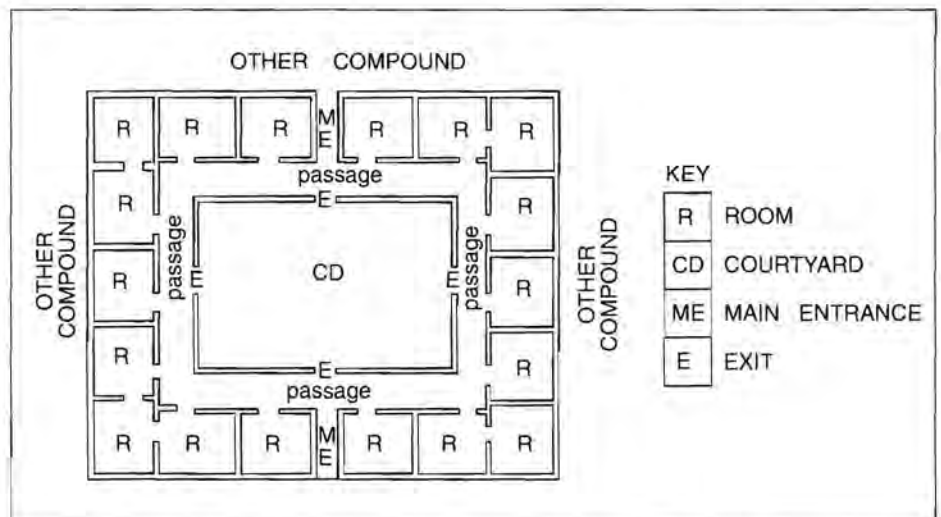 OTHER COMPOUND
R R R M E R R R
passage
E
R R
OTHER COMPOUND
passage
R
E
CD
E
passage
R
OTHER COMPOUND
R R
E
passage
R R R M E R R R
KEY
R ROOM
CD COURTYARD
ME MAIN ENTRANCE
E EXIT